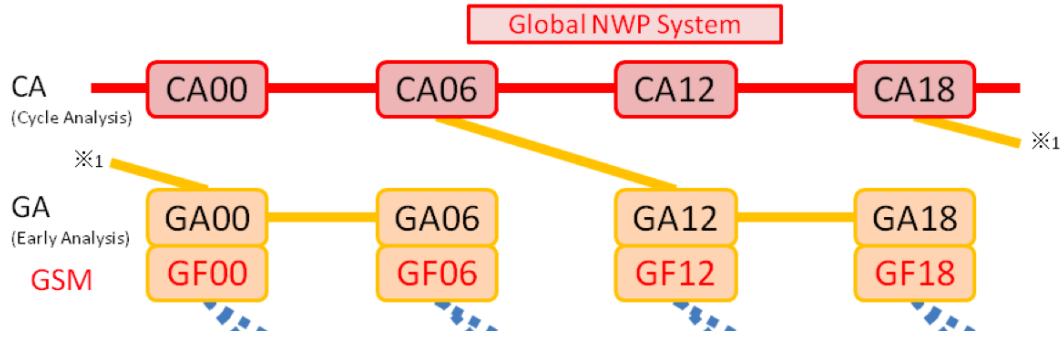 Global NWP System
CA CA00 CA06 CA12 CA18
(Cycle Analysis)
※1 ※1
GA GA00 GA06 GA12 GA18
(Early Analysis)
GSM GF00 GF06 GF12 GF18